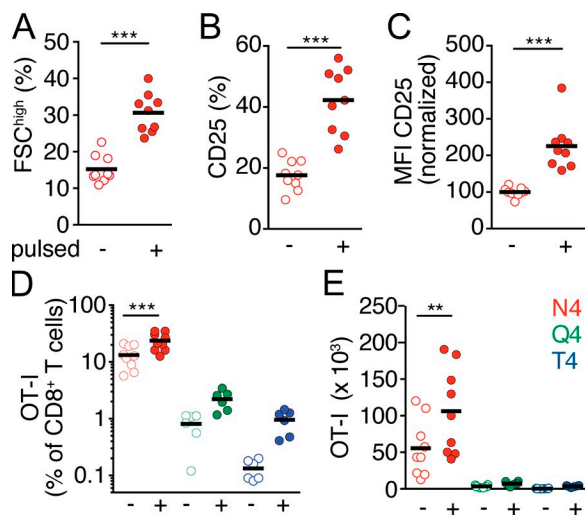 A
***
FSC^high (%)
50
40
30
20
10
0
pulsed - +
B
***
CD25 (%)
60
40
20
0
- +
C
***
MFI CD25
(normalized)
500
400
300
200
100
0
- +
D
***
OT-I
(% of CD8⁺ T cells)
100
10
1
0.1
- + - + - +
E
**
OT-I (x 10³)
250
200
150
100
50
0
- + - + - +
N4
Q4
T4